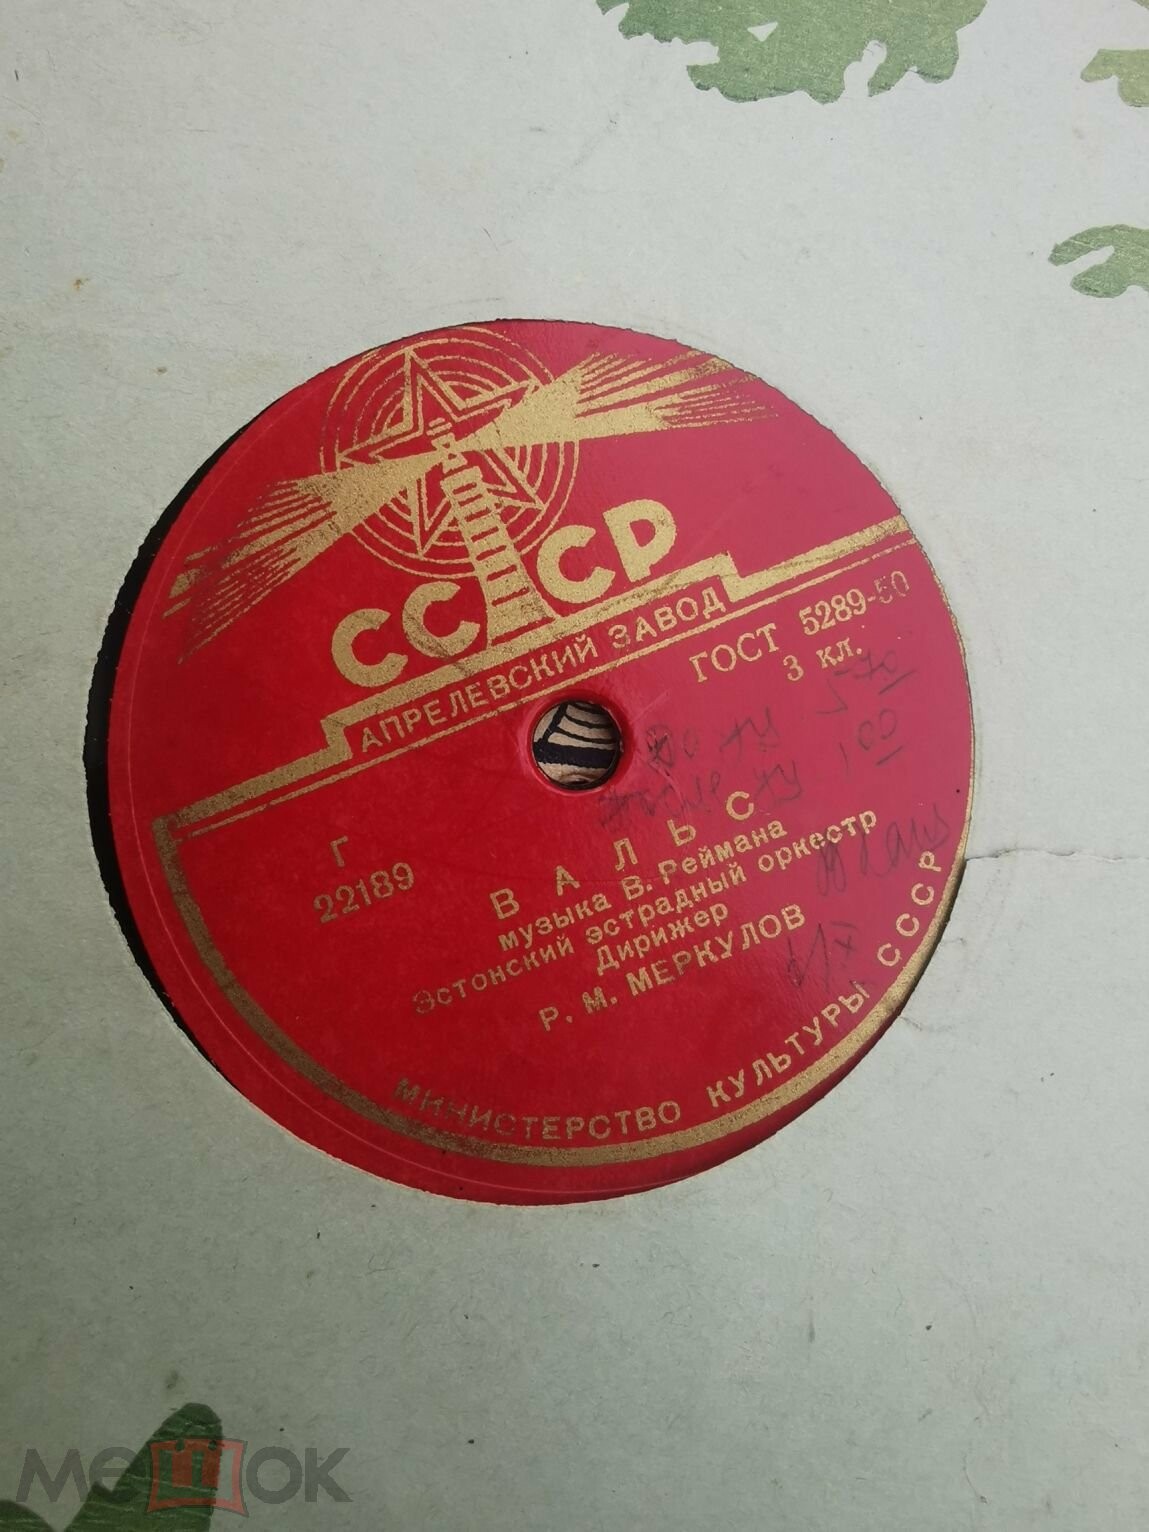 СССР
АПРЕЛЕВСКИЙ ЗАВОД
ГОСТ 5289-50
3 кл.
Г
22189
ВАЛЬС
музыка В. Реймана
Эстонский эстрадный оркестр
Дирижер
Р. М. МЕРКУЛОВ
МИНИСТЕРСТВО КУЛЬТУРЫ СССР
мешок